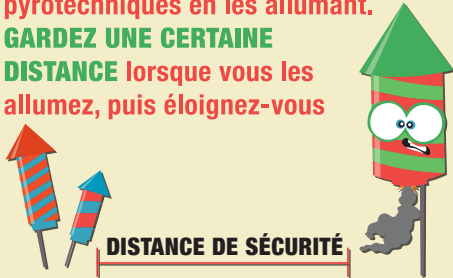 pyrotechniques en les allumant.
GARDEZ UNE CERTAINE
DISTANCE lorsque vous les
allumez, puis éloignez-vous
DISTANCE DE SÉCURITÉ